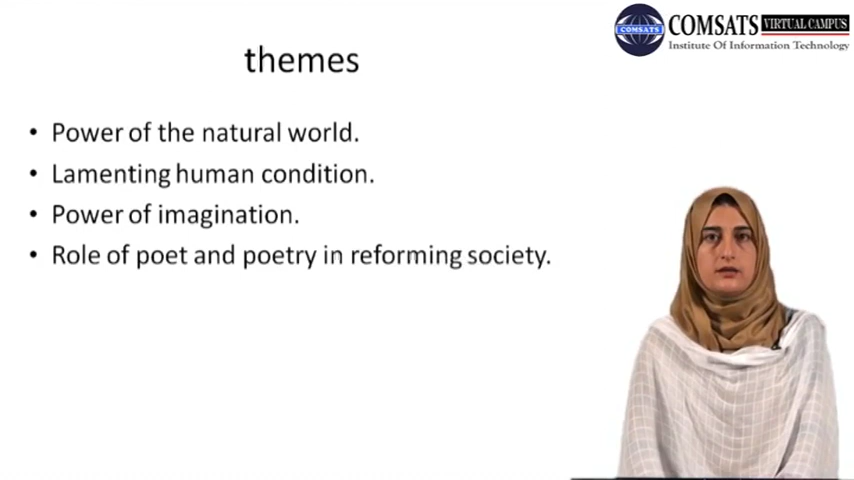 COMSATS VIRTUAL CAMPUS
COMSATS
Institute Of Information Technology
themes
• Power of the natural world.
• Lamenting human condition.
• Power of imagination.
• Role of poet and poetry in reforming society.